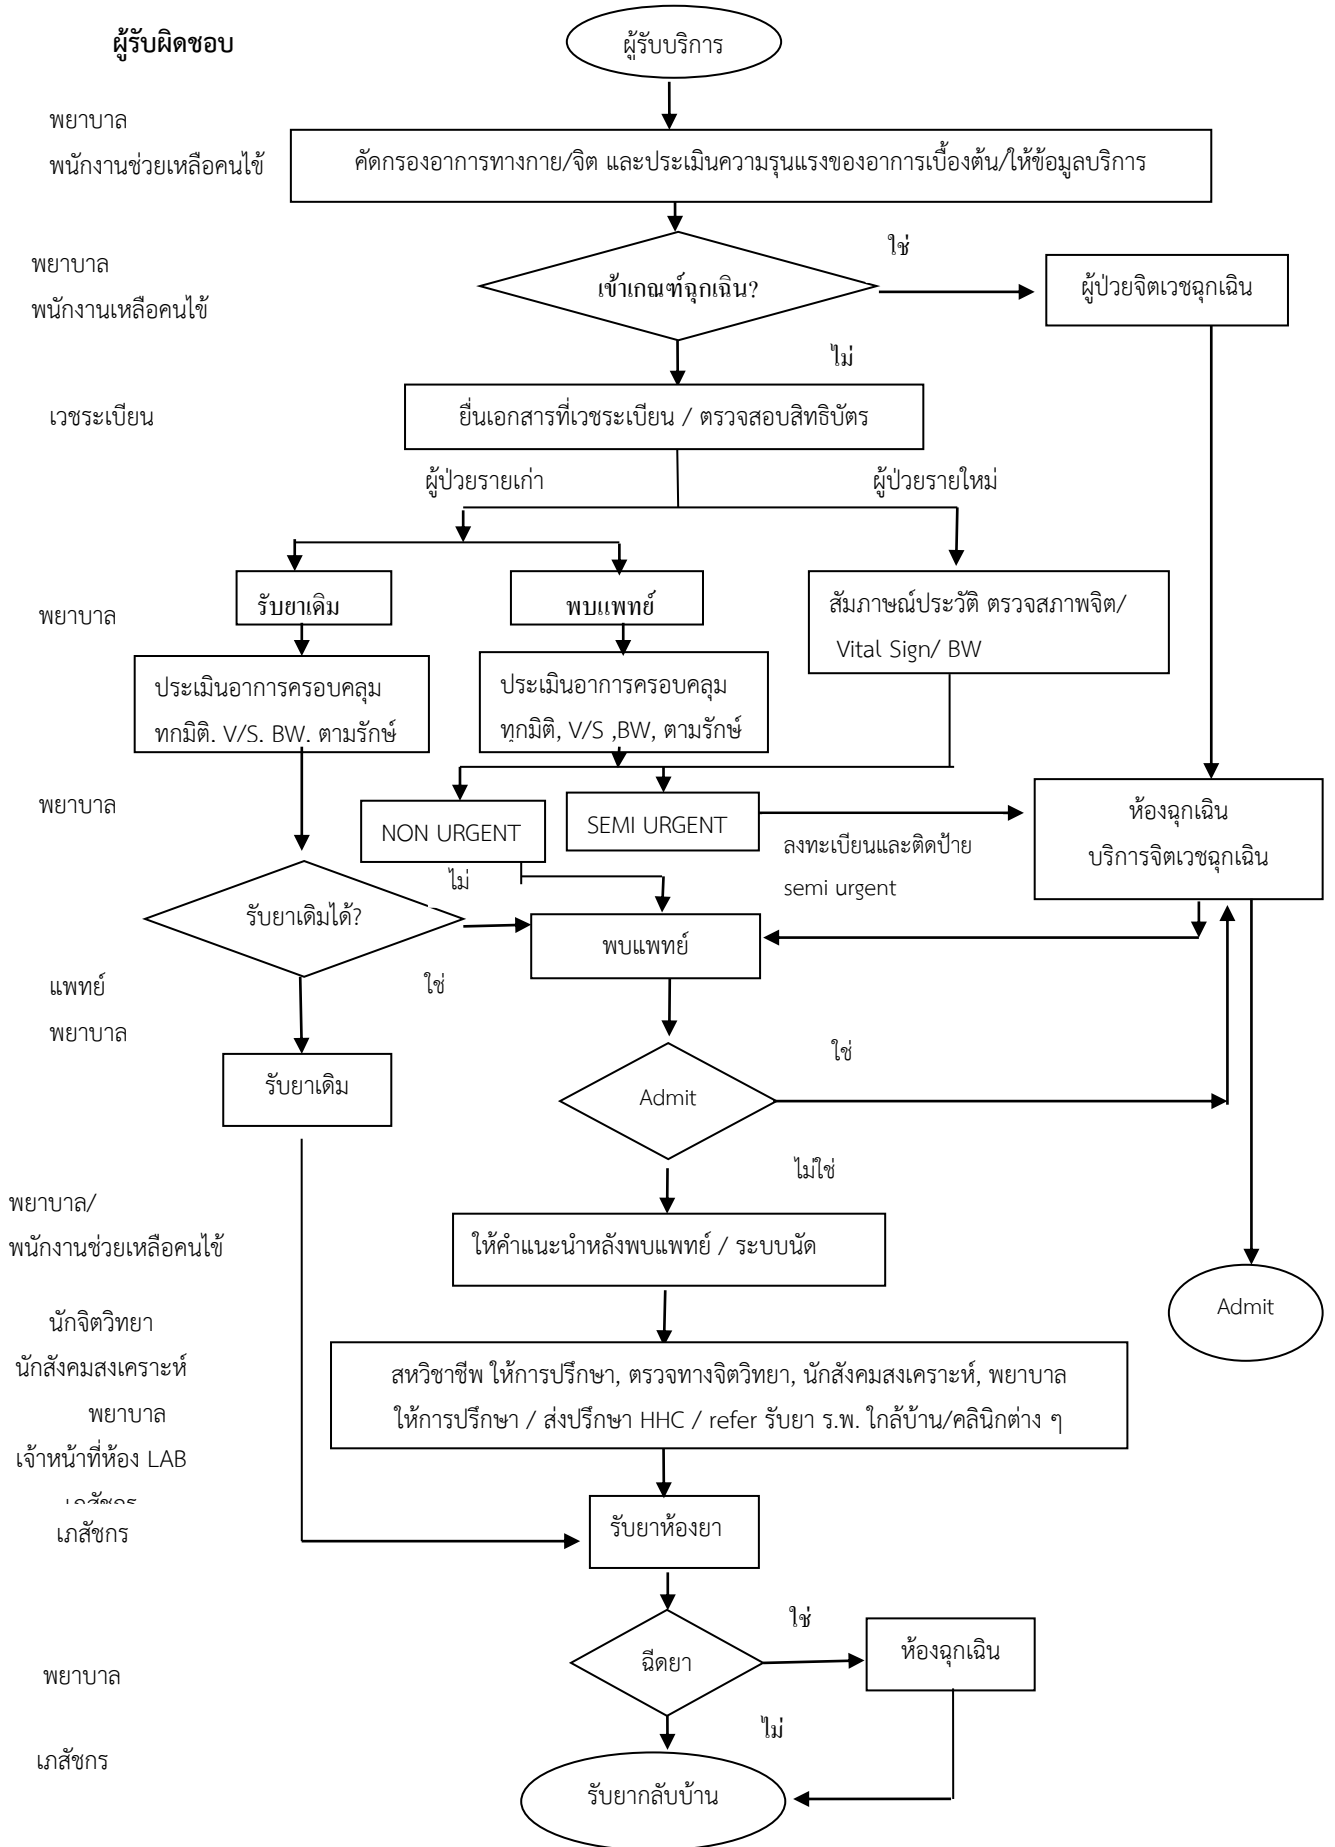 ผู้รับผิดชอบ
ผู้รับบริการ
พยาบาล
พนักงานช่วยเหลือคนไข้
คัดกรองอาการทางกาย/จิต และประเมินความรุนแรงของอาการเบื้องต้น/ให้ข้อมูลบริการ
ใช่
พยาบาล
พนักงานเหลือคนไข้
เข้าเกณฑ์ฉุกเฉิน?
ผู้ป่วยจิตเวชฉุกเฉิน
ไม่
เวชระเบียน
ยื่นเอกสารที่เวชระเบียน / ตรวจสอบสิทธิบัตร
ผู้ป่วยรายเก่า
ผู้ป่วยรายใหม่
พยาบาล
รับยาเดิม
พบแพทย์
สัมภาษณ์ประวัติ ตรวจสภาพจิต/
Vital Sign/ BW
ประเมินอาการครอบคลุม
ทุกมิติ, V/S, BW, ตามรักษ์
ประเมินอาการครอบคลุม
ทุกมิติ, V/S ,BW, ตามรักษ์
พยาบาล
NON URGENT
SEMI URGENT
ลงทะเบียนและติดป้าย
semi urgent
ห้องฉุกเฉิน
บริการจิตเวชฉุกเฉิน
ไม่
รับยาเดิมได้?
พบแพทย์
ใช่
แพทย์
พยาบาล
รับยาเดิม
Admit
ใช่
ไม่ใช่
พยาบาล/
พนักงานช่วยเหลือคนไข้
ให้คำแนะนำหลังพบแพทย์ / ระบบนัด
Admit
นักจิตวิทยา
นักสังคมสงเคราะห์
พยาบาล
เจ้าหน้าที่ห้อง LAB
เภสัชกร
สหวิชาชีพ ให้การปรึกษา, ตรวจทางจิตวิทยา, นักสังคมสงเคราะห์, พยาบาล
ให้การปรึกษา / ส่งปรึกษา HHC / refer รับยา ร.พ. ใกล้บ้าน/คลินิกต่าง ๆ
เภสัชกร
รับยาห้องยา
ใช่
พยาบาล
ฉีดยา
ห้องฉุกเฉิน
ไม่
เภสัชกร
รับยากลับบ้าน